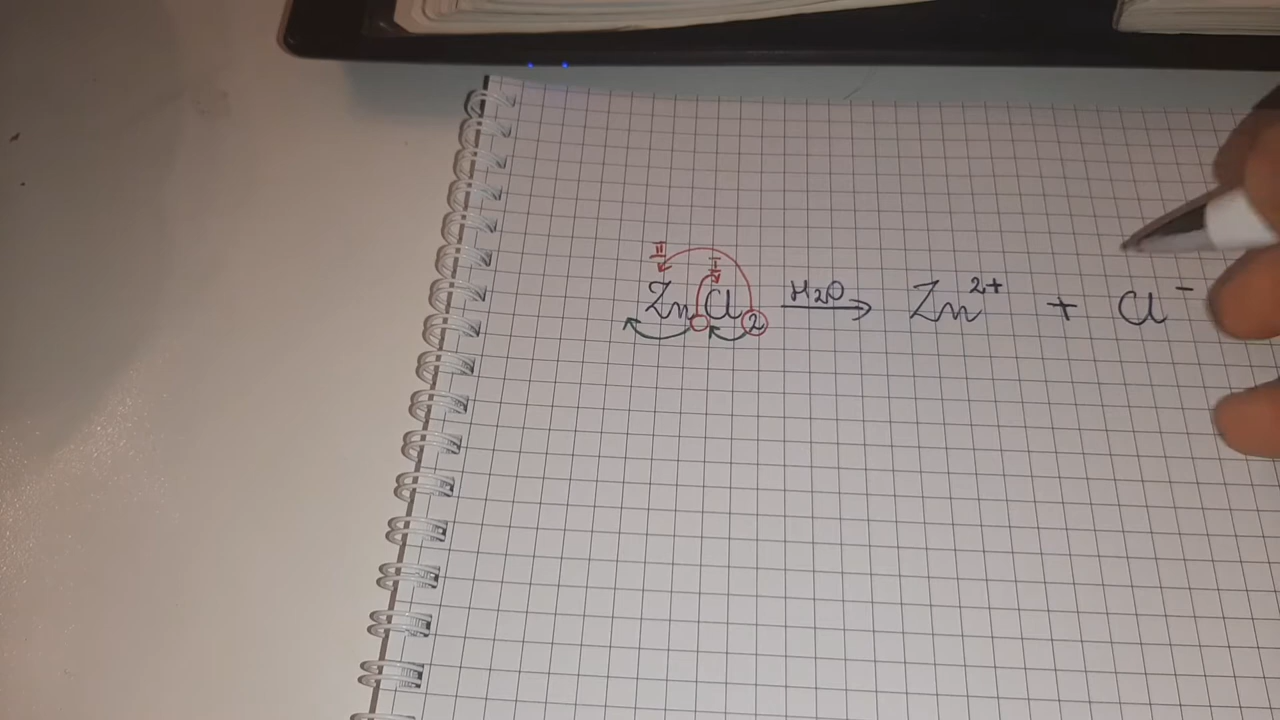 II I
ZnCl₂ H₂O → Zn²⁺ + Cl⁻